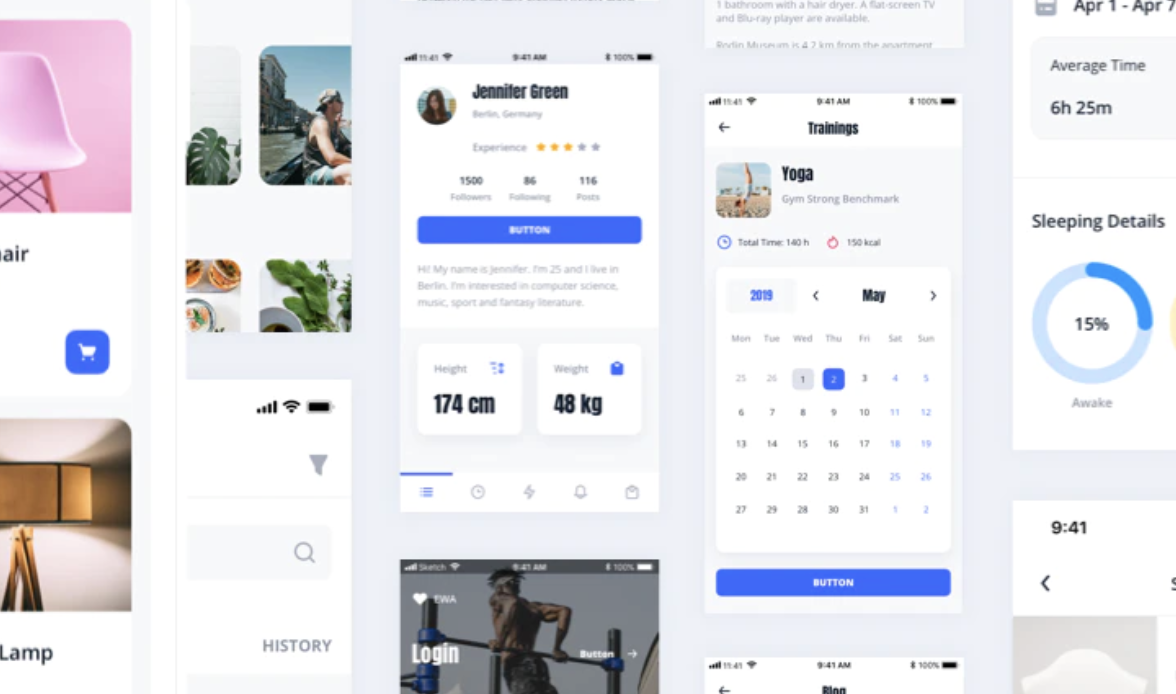 hair
Lamp
HISTORY
11:41 9:41 AM 100%
Jennifer Green
Berlin, Germany
Experience
1500 86 116
Followers Following Posts
BUTTON
Hi! My name is Jennifer. I'm 25 and I live in
Berlin. I'm interested in computer science,
music, sport and fantasy literature.
Height Weight
174 cm 48 kg
Sketch 9:41 AM 100%
EWA
Login
Button
1 bathroom with a hair dryer. A flat-screen TV
and Blu-ray player are available.
Rodin Museum is 4.2 km from the apartment
11:41 9:41 AM 100%
Trainings
Yoga
Gym Strong Benchmark
Total Time: 140 h 150 kcal
2019 May
Mon Tue Wed Thu Fri Sat Sun
25 26 1 2 3 4 5
6 7 8 9 10 11 12
13 14 15 16 17 18 19
20 21 22 23 24 25 26
27 29 28 30 31 1 2
BUTTON
11:41 9:41 AM 100%
Blog
Apr 1 - Apr 7
Average Time
6h 25m
Sleeping Details
15%
Awake
9:41